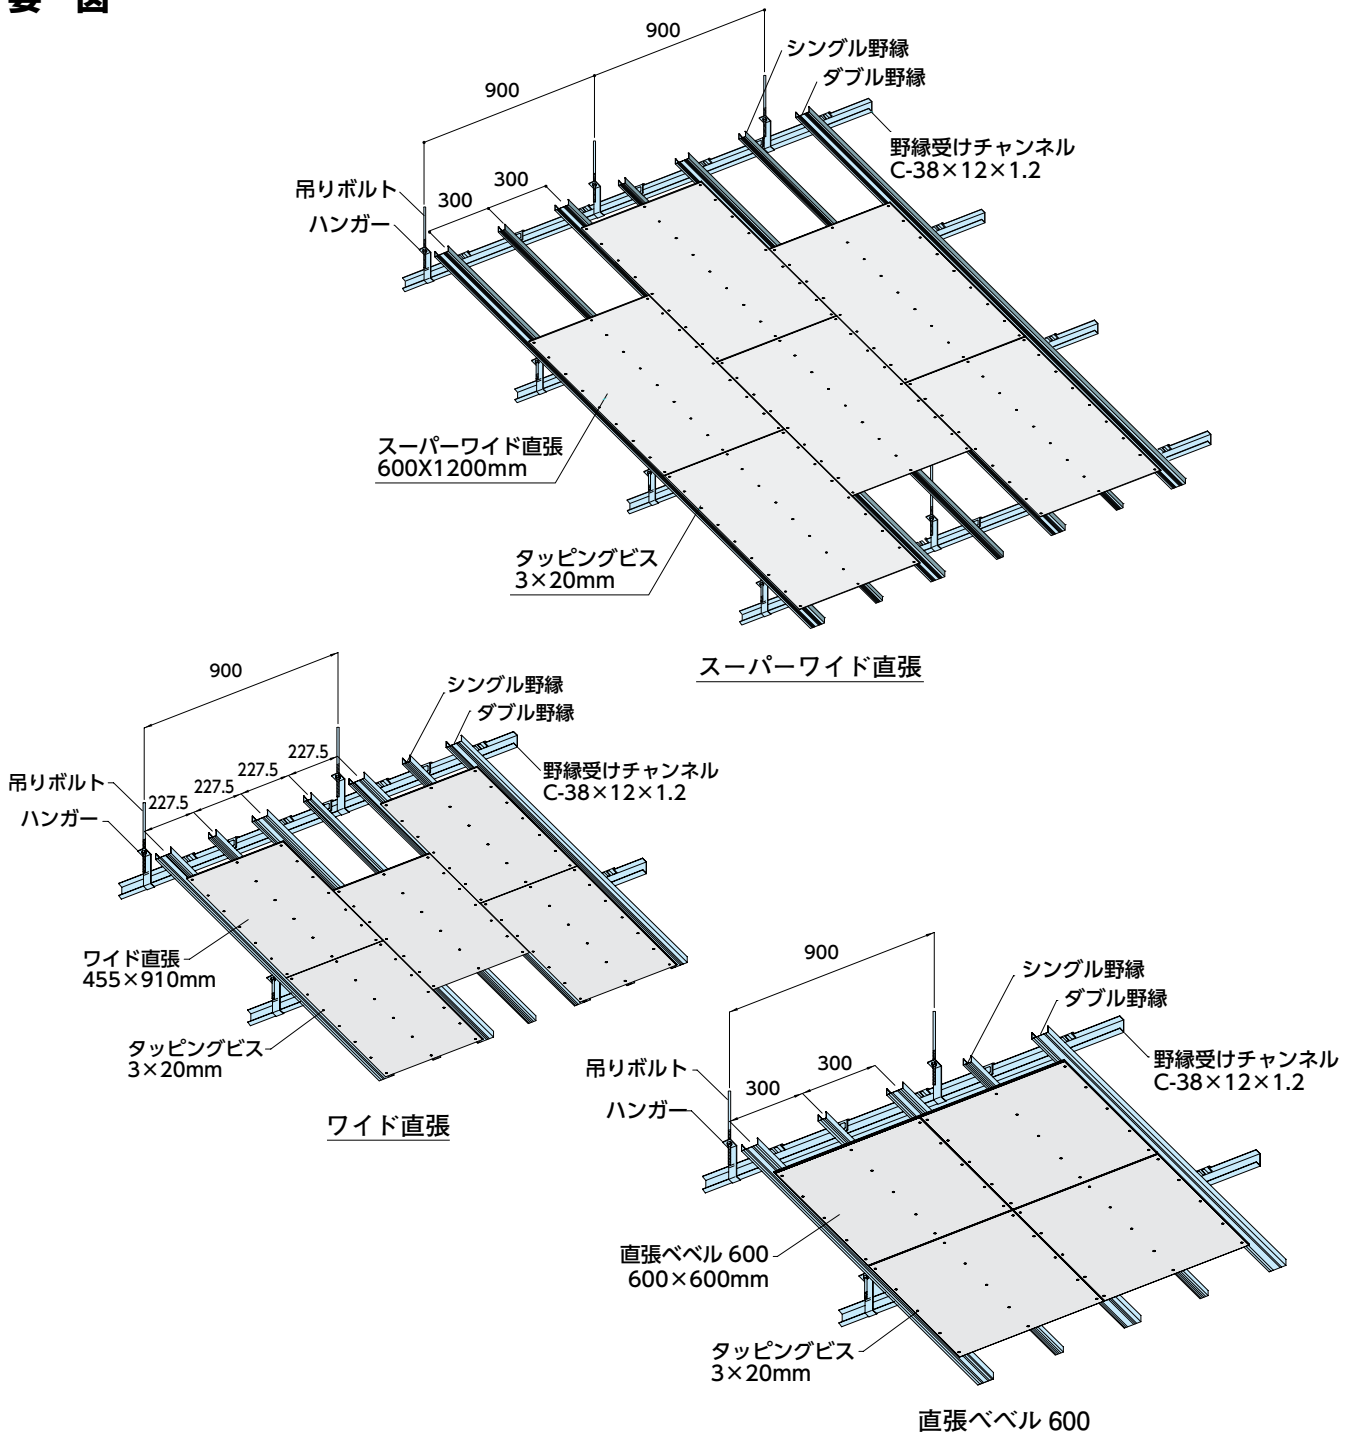 900
900
シングル野縁
ダブル野縁
野縁受けチャンネル
C-38×12×1.2
吊りボルト
ハンガー
300
300
スーパーワイド直張
600X1200mm
タッピングビス
3×20mm
スーパーワイド直張
900
シングル野縁
ダブル野縁
野縁受けチャンネル
C-38×12×1.2
吊りボルト
ハンガー
227.5
227.5
227.5
227.5
ワイド直張
455×910mm
タッピングビス
3×20mm
ワイド直張
900
シングル野縁
ダブル野縁
野縁受けチャンネル
C-38×12×1.2
吊りボルト
ハンガー
300
300
直張ベベル 600
600×600mm
タッピングビス
3×20mm
直張ベベル 600